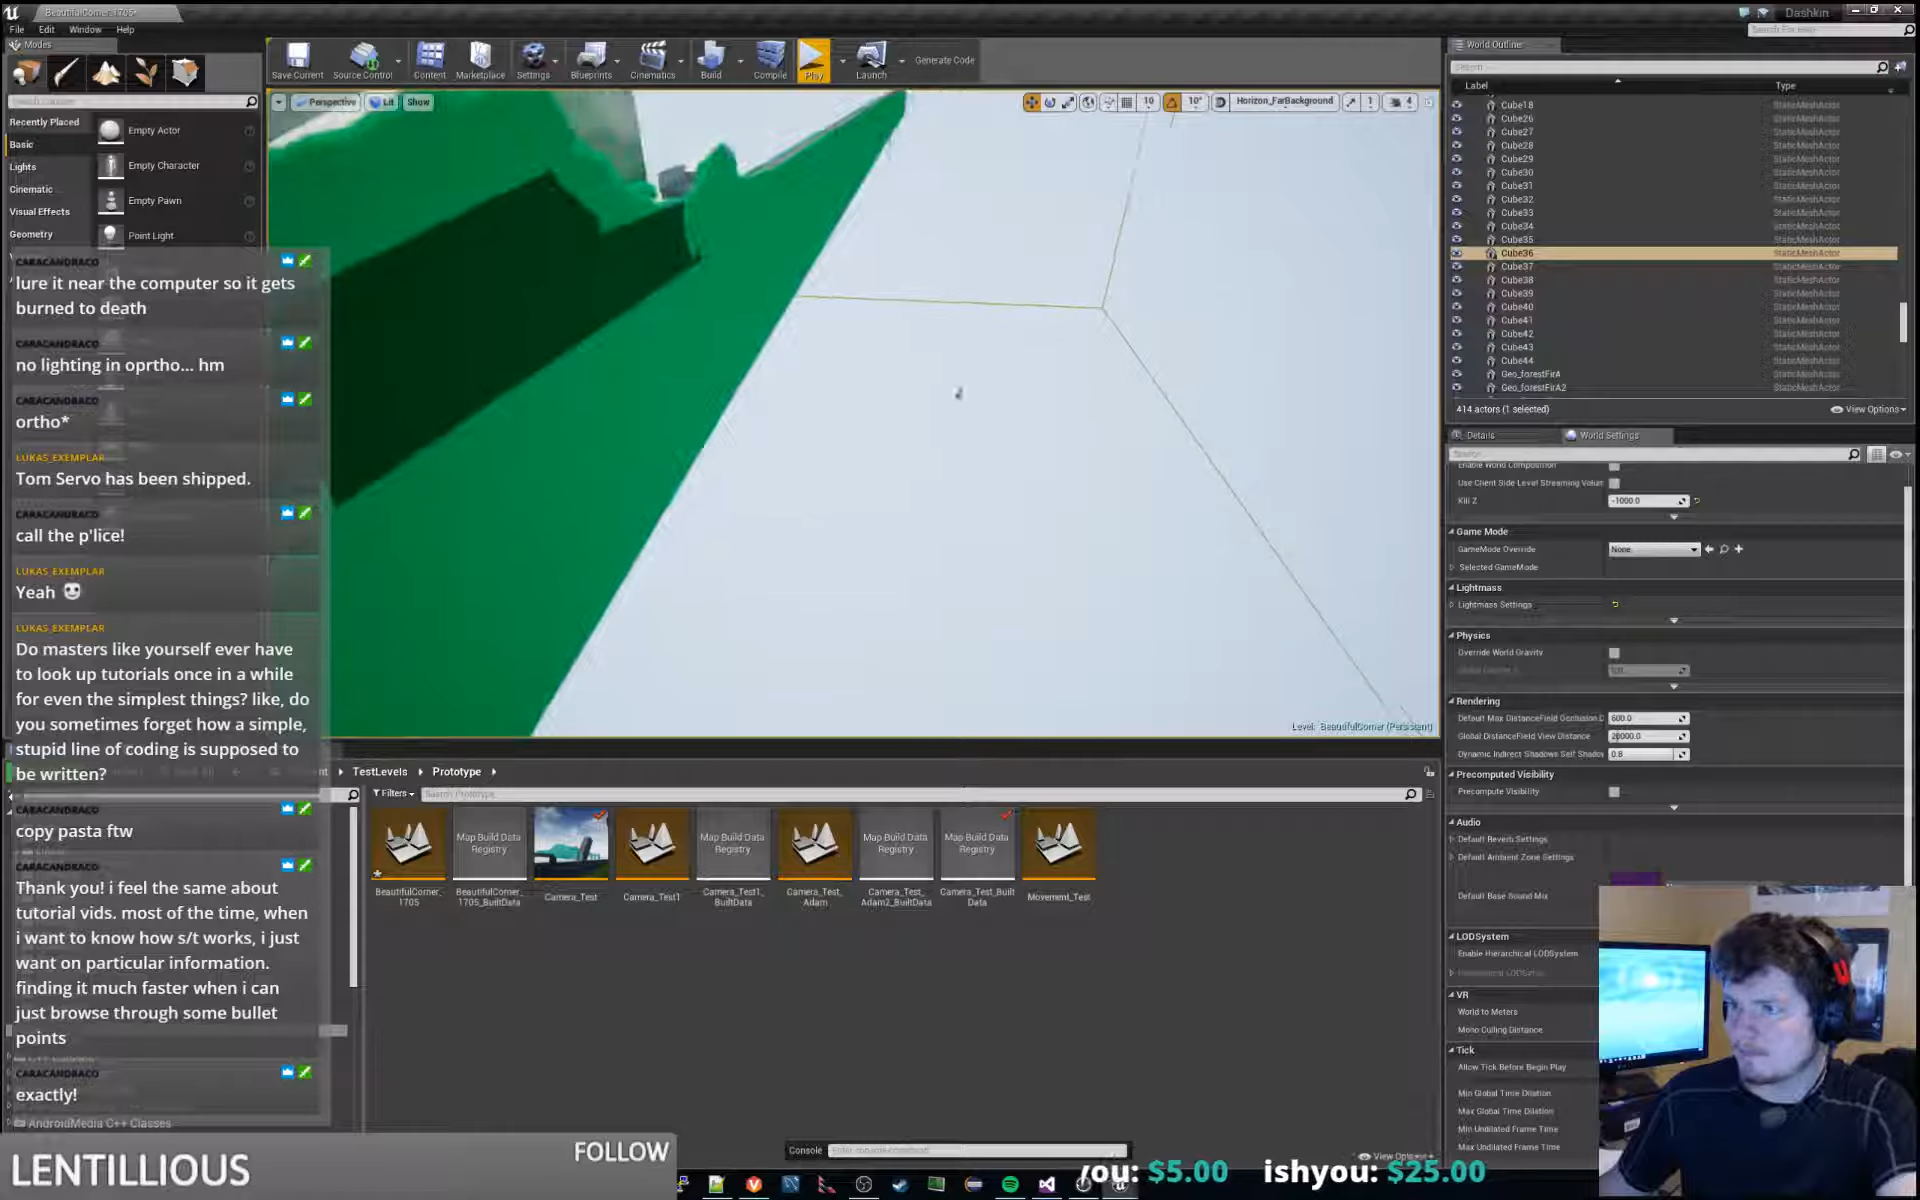 BeautifulCorner_1705*
Dashkin
File Edit Window Help
Modes
World Outliner
Save Current
Source Control
Content
Marketplace
Settings
Blueprints
Cinematics
Build
Compile
Play
Launch
Generate Code
Label
Type
Perspective
Lit
Show
10
10°
Horizon_FarBackground
1
4
Recently Placed
Basic
Lights
Cinematic
Visual Effects
Geometry
Empty Actor
Empty Character
Empty Pawn
Point Light
Cube18 StaticMeshActor
Cube26 StaticMeshActor
Cube27 StaticMeshActor
Cube28 StaticMeshActor
Cube29 StaticMeshActor
Cube30 StaticMeshActor
Cube31 StaticMeshActor
Cube32 StaticMeshActor
Cube33 StaticMeshActor
Cube34 StaticMeshActor
Cube35 StaticMeshActor
Cube36 StaticMeshActor
Cube37 StaticMeshActor
Cube38 StaticMeshActor
Cube39 StaticMeshActor
Cube40 StaticMeshActor
Cube41 StaticMeshActor
Cube42 StaticMeshActor
Cube43 StaticMeshActor
Cube44 StaticMeshActor
Geo_forestFirA StaticMeshActor
Geo_forestFirA2 StaticMeshActor
414 actors (1 selected)
View Options
CARACANDRACO
lure it near the computer so it gets
burned to death
CARACANDRACO
no lighting in oprtho... hm
CARACANDRACO
ortho*
LUKAS_EXEMPLAR
Tom Servo has been shipped.
CARACANDRACO
call the p'lice!
LUKAS_EXEMPLAR
Yeah
LUKAS_EXEMPLAR
Do masters like yourself ever have
to look up tutorials once in a while
for even the simplest things? like, do
you sometimes forget how a simple,
stupid line of coding is supposed to
be written?
CARACANDRACO
copy pasta ftw
CARACANDRACO
Thank you! i feel the same about
tutorial vids. most of the time, when
i want to know how s/t works, i just
want on particular information.
finding it much faster when i can
just browse through some bullet
points
CARACANDRACO
exactly!
AndroidMedia C++ Classes
Level: BeautifulCorner (Persistent)
TestLevels
Prototype
Filters
Search Prototype
BeautifulCorner_
1705
Map Build Data
Registry
BeautifulCorner_
1705_BuiltData
Camera_Test
Camera_Test1
Map Build Data
Registry
Camera_Test1_
BuiltData
Camera_Test_
Adam
Map Build Data
Registry
Camera_Test_
Adam2_BuiltData
Map Build Data
Registry
Camera_Test_Built
Data
Movement_Test
Details
World Settings
Enable World Composition
Use Client Side Level Streaming Volum
Kill Z -1000.0
Game Mode
GameMode Override None
Selected GameMode
Lightmass
Lightmass Settings
Physics
Override World Gravity
Rendering
Default Max DistanceField Occlusion D 600.0
Global DistanceField View Distance 20000.0
Dynamic Indirect Shadows Self Shadow 0.8
Precomputed Visibility
Precompute Visibility
Audio
Default Reverb Settings
Default Ambient Zone Settings
Default Base Sound Mix
LODSystem
Enable Hierarchical LODSystem
VR
World to Meters
Mono Culling Distance
Tick
Allow Tick Before Begin Play
Min Global Time Dilation
Max Global Time Dilation
Min Undilated Frame Time
Max Undilated Frame Time
Console
View Options
LENTILLIOUS
FOLLOW
you: $5.00 ishyou: $25.00